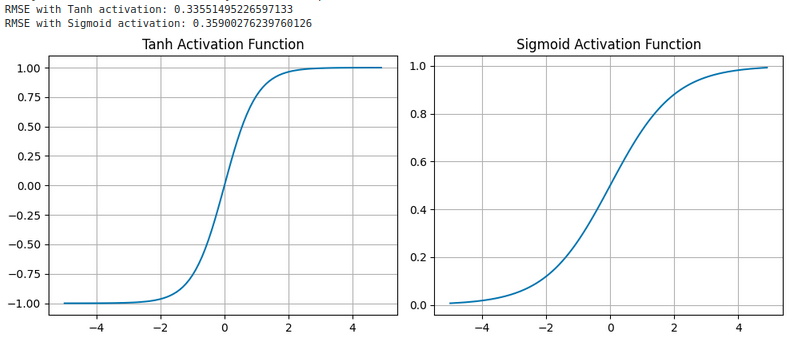 RMSE with Tanh activation: 0.33551495226597133
RMSE with Sigmoid activation: 0.35900276239760126
Tanh Activation Function
1.00
0.75
0.50
0.25
0.00
−0.25
−0.50
−0.75
−1.00
−4 −2 0 2 4
Sigmoid Activation Function
1.0
0.8
0.6
0.4
0.2
0.0
−4 −2 0 2 4